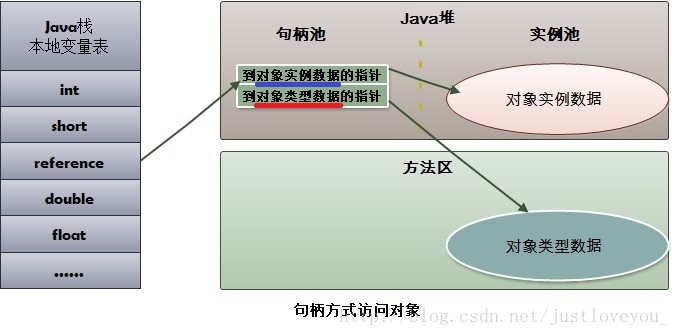 Java栈
本地变量表
int
short
reference
double
float
......
Java堆
句柄池
实例池
到对象实例数据的指针
到对象类型数据的指针
对象实例数据
方法区
对象类型数据
句柄方式访问对象
http://blog.csdn.net/justloveyou_